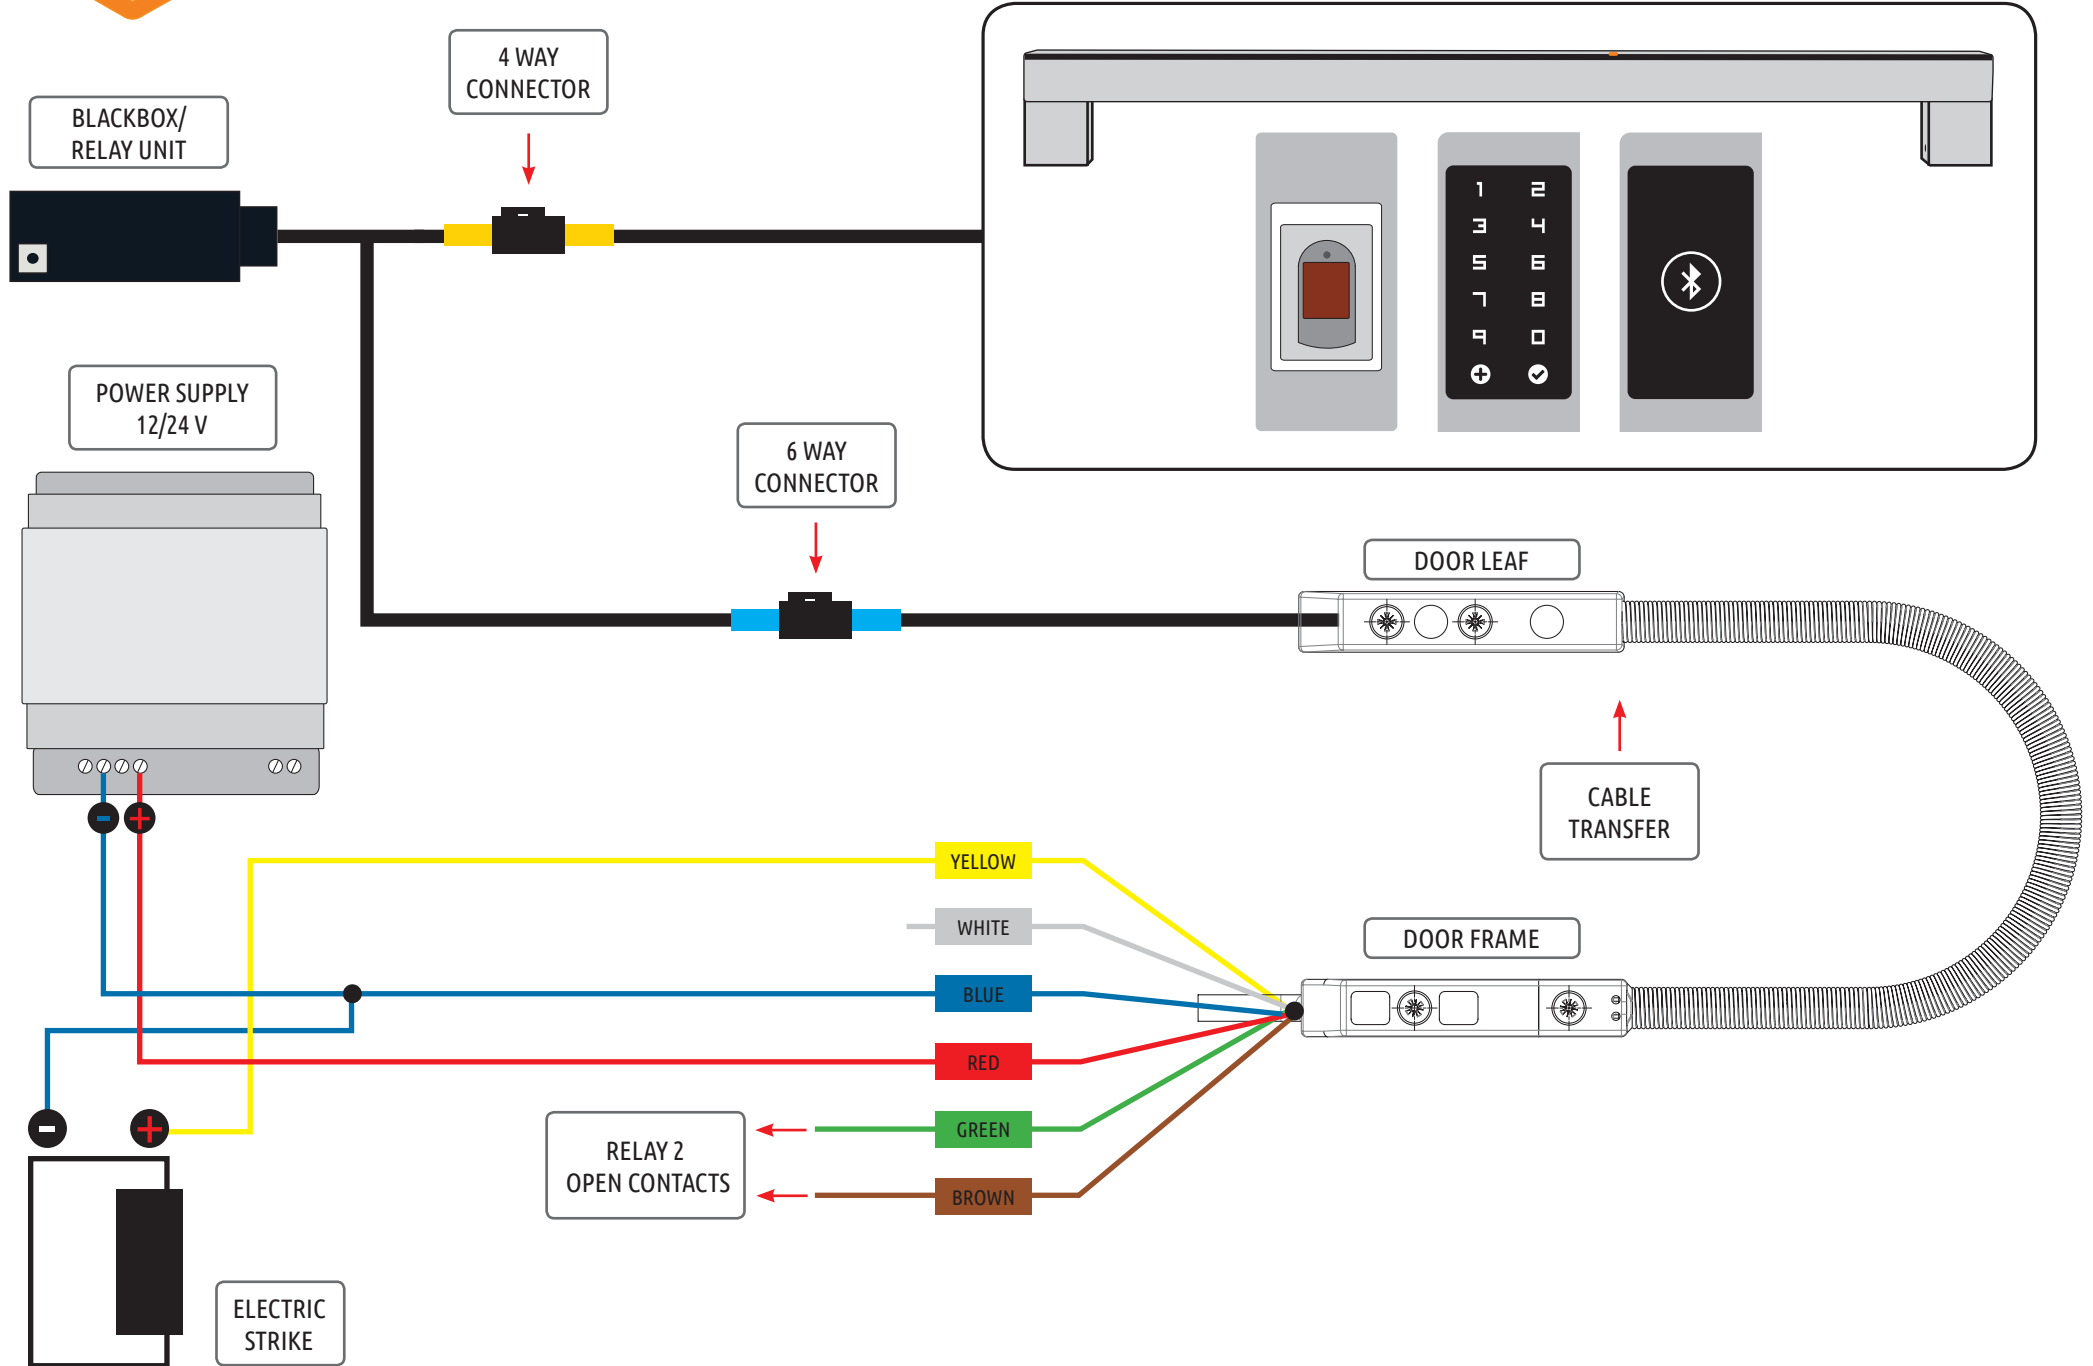 4 WAY
CONNECTOR
BLACKBOX/
RELAY UNIT
1 2
3 4
5 6
7 8
9 0
POWER SUPPLY
12/24 V
6 WAY
CONNECTOR
DOOR LEAF
CABLE
TRANSFER
- +
YELLOW
WHITE
DOOR FRAME
BLUE
RED
- +
GREEN
RELAY 2
OPEN CONTACTS
BROWN
ELECTRIC
STRIKE